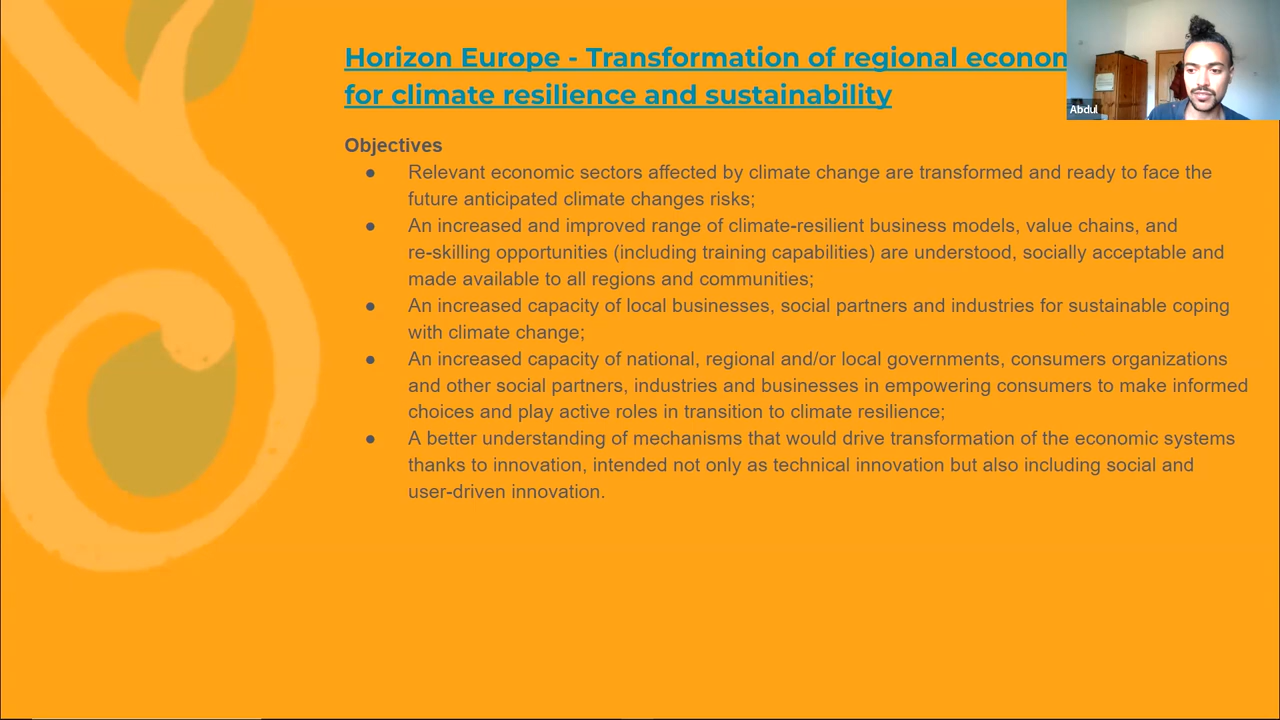 Horizon Europe - Transformation of regional
for climate resilience and sustainability
Abdul
Objectives
● Relevant economic sectors affected by climate change are transformed and ready to face the
future anticipated climate changes risks;
● An increased and improved range of climate-resilient business models, value chains, and
re-skilling opportunities (including training capabilities) are understood, socially acceptable and
made available to all regions and communities;
● An increased capacity of local businesses, social partners and industries for sustainable coping
with climate change;
● An increased capacity of national, regional and/or local governments, consumers organizations
and other social partners, industries and businesses in empowering consumers to make informed
choices and play active roles in transition to climate resilience;
● A better understanding of mechanisms that would drive transformation of the economic systems
thanks to innovation, intended not only as technical innovation but also including social and
user-driven innovation.